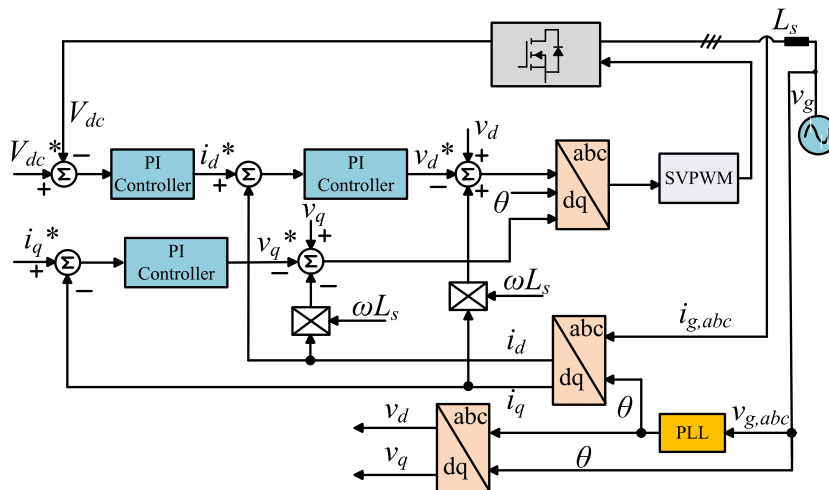 L_s
v_g
V_dc
V_dc*
−
+
Σ
PI
Controller
i_d*
+
Σ
PI
Controller
v_d*
−
v_d
+
+
Σ
θ
abc
dq
SVPWM
i_q*
+
−
Σ
PI
Controller
v_q*
−
v_q
+
−
Σ
ωL_s
ωL_s
i_d
i_q
abc
dq
i_g,abc
θ
v_d
v_q
abc
dq
PLL
v_g,abc
θ